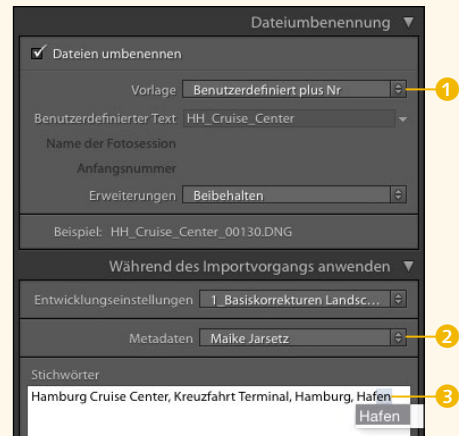 Dateiumbenennung
Dateien umbenennen
Vorlage Benutzerdefiniert plus Nr 1
Benutzerdefinierter Text HH_Cruise_Center
Name der Fotosession
Anfangsnummer
Erweiterungen Beibehalten
Beispiel: HH_Cruise_Center_00130.DNG
Während des Importvorgangs anwenden
Entwicklungseinstellungen 1_Basiskorrekturen Landsc...
Metadaten Maike Jarsetz 2
Stichwörter
Hamburg Cruise Center, Kreuzfahrt Terminal, Hamburg, Hafen 3
Hafen